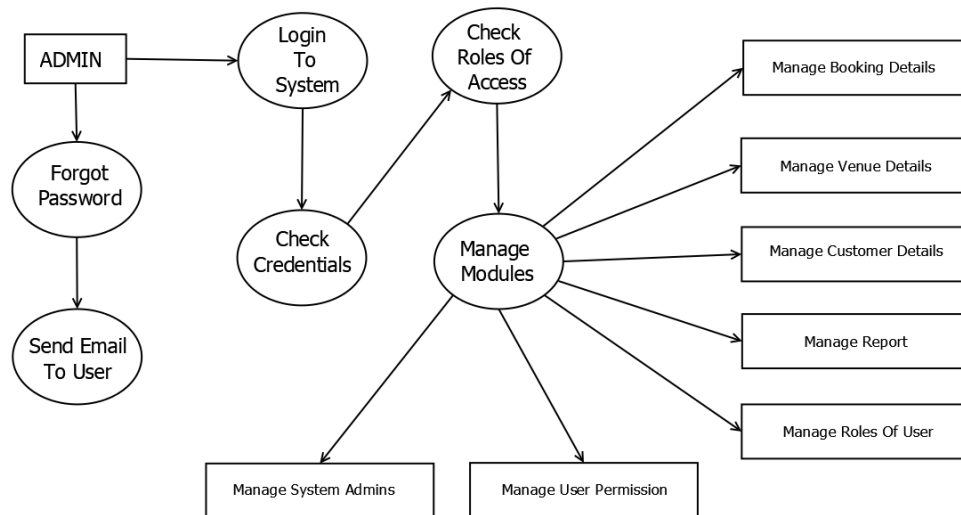 ADMIN
Login
To
System
Check
Roles Of
Access
Manage Booking Details
Forgot
Password
Manage Venue Details
Check
Credentials
Manage
Modules
Manage Customer Details
Send Email
To User
Manage Report
Manage Roles Of User
Manage System Admins
Manage User Permission